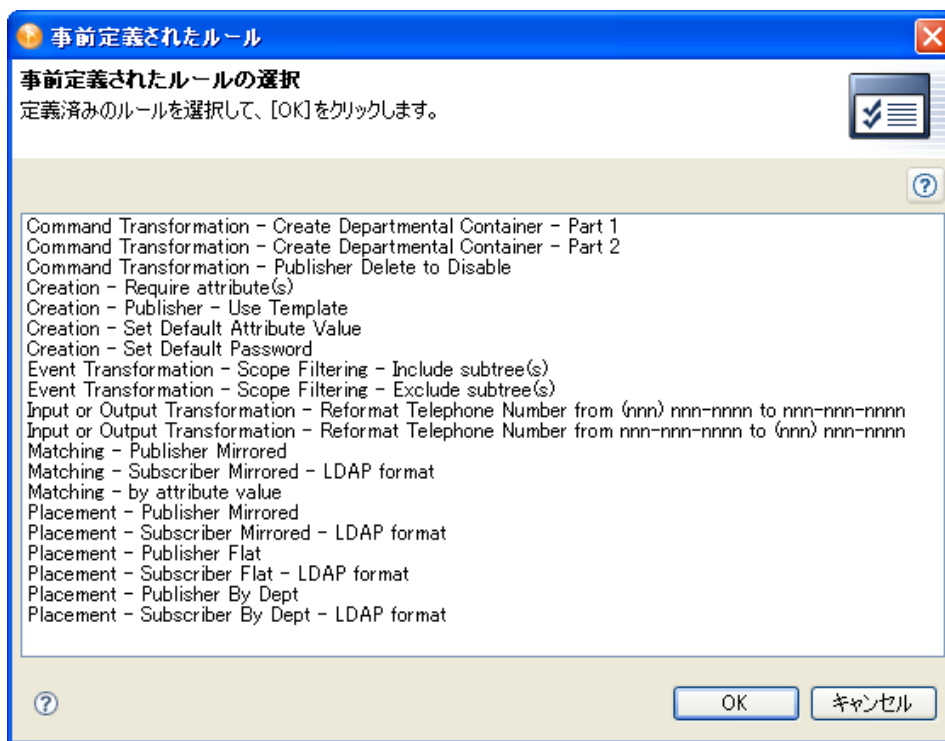 事前定義されたルール
事前定義されたルールの選択
定義済みのルールを選択して、[OK]をクリックします。
?
Command Transformation - Create Departmental Container - Part 1
Command Transformation - Create Departmental Container - Part 2
Command Transformation - Publisher Delete to Disable
Creation - Require attribute(s)
Creation - Publisher - Use Template
Creation - Set Default Attribute Value
Creation - Set Default Password
Event Transformation - Scope Filtering - Include subtree(s)
Event Transformation - Scope Filtering - Exclude subtree(s)
Input or Output Transformation - Reformat Telephone Number from (nnn) nnn-nnnn to nnn-nnn-nnnn
Input or Output Transformation - Reformat Telephone Number from nnn-nnn-nnnn to (nnn) nnn-nnnn
Matching - Publisher Mirrored
Matching - Subscriber Mirrored - LDAP format
Matching - by attribute value
Placement - Publisher Mirrored
Placement - Subscriber Mirrored - LDAP format
Placement - Publisher Flat
Placement - Subscriber Flat - LDAP format
Placement - Publisher By Dept
Placement - Subscriber By Dept - LDAP format
?
OK
キャンセル